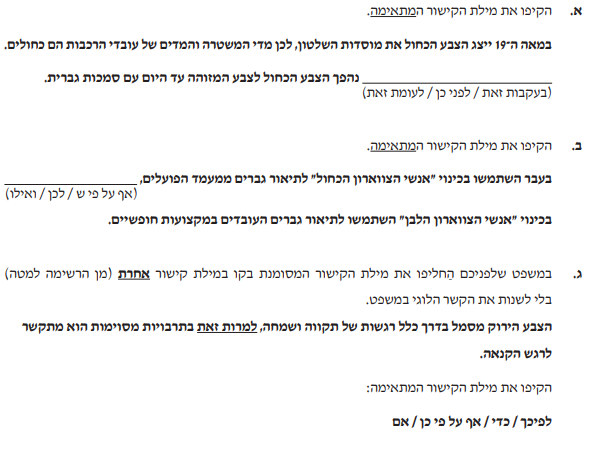 א. הקיפו את מילת הקישור המתאימה.
במאה ה־19 ייצג הצבע הכחול את מוסדות השלטון, לכן מדי המשטרה והמדים של עובדי הרכבות הם כחולים.
____________________ נהפך הצבע הכחול לצבע המזוהה עד היום עם סמכות גברית.
(בעקבות זאת / לפני כן / לעומת זאת)
ב. הקיפו את מילת הקישור המתאימה.
בעבר השתמשו בכינוי "אנשי הצווארון הכחול" לתיאור גברים ממעמד הפועלים, ______________
(אף על פי ש / לכן / ואילו)
בכינוי "אנשי הצווארון הלבן" השתמשו לתיאור גברים העובדים במקצועות חופשיים.
ג. במשפט שלפניכם הַחליפו את מילת הקישור המסומנת בקו במילת קישור אחרת (מן הרשימה למטה)
בלי לשנות את הקשר הלוגי במשפט.
הצבע הירוק מסמל בדרך כלל רגשות של תקווה ושמחה, למרות זאת בתרבויות מסוימות הוא מתקשר
לרגש הקנאה.
הקיפו את מילת הקישור המתאימה:
לפיכך / כדי / אף על פי כן / אם